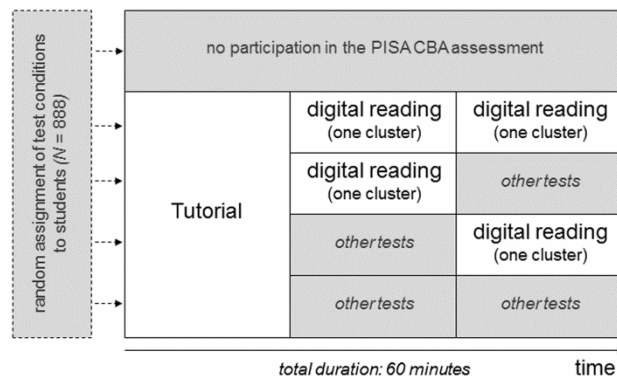 random assignment of test conditions
to students (N = 888)
no participation in the PISA CBA assessment
Tutorial
digital reading
(one cluster)
digital reading
(one cluster)
digital reading
(one cluster)
other tests
other tests
digital reading
(one cluster)
other tests
other tests
total duration: 60 minutes
time